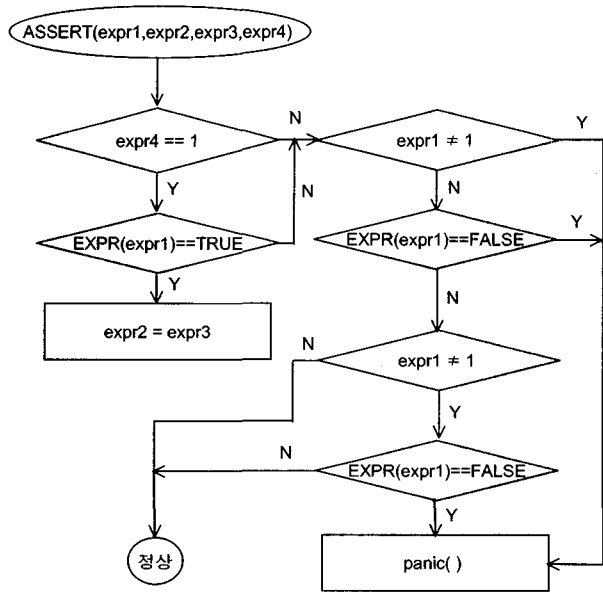 ASSERT(expr1,expr2,expr3,expr4)
expr4 == 1
N
expr1 ≠ 1
Y
Y
N
N
EXPR(expr1)==TRUE
EXPR(expr1)==FALSE
Y
Y
N
expr2 = expr3
N
expr1 ≠ 1
Y
N
EXPR(expr1)==FALSE
Y
정상
panic( )